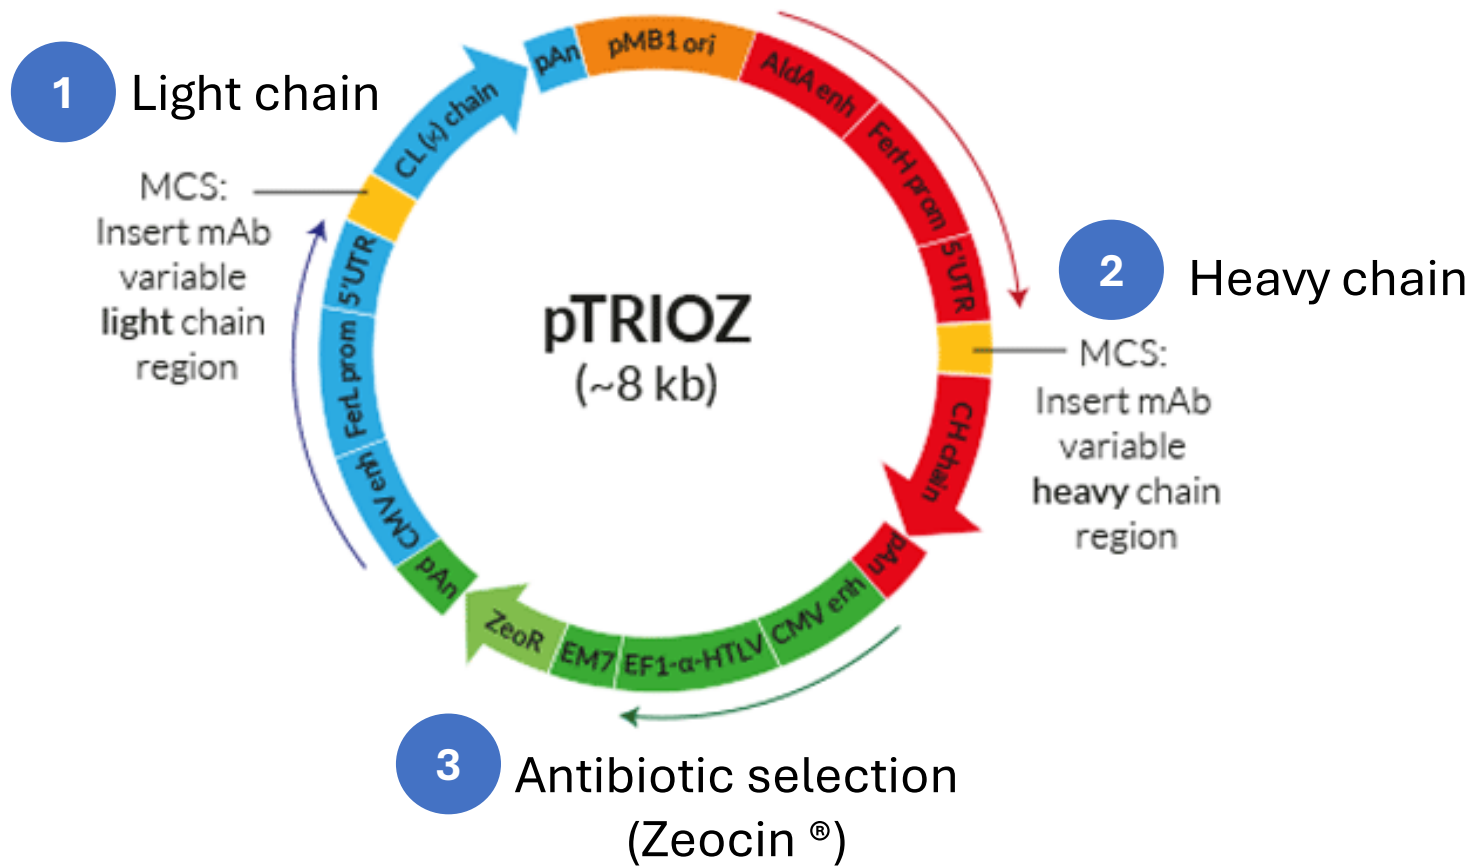 1
Light chain
MCS:
Insert mAb
variable
light chain
region
pTRIOZ
(~8 kb)
2
Heavy chain
MCS:
Insert mAb
variable
heavy chain
region
pAn
pMB1 ori
AldA enh
FerH prom
5'UTR
CH chain
pAn
CMV enh
EF1-α-HTLV
EM7
ZeoR
pAn
CMV enh
FerL prom
5'UTR
CL (κ) chain
3
Antibiotic selection
(Zeocin ®)